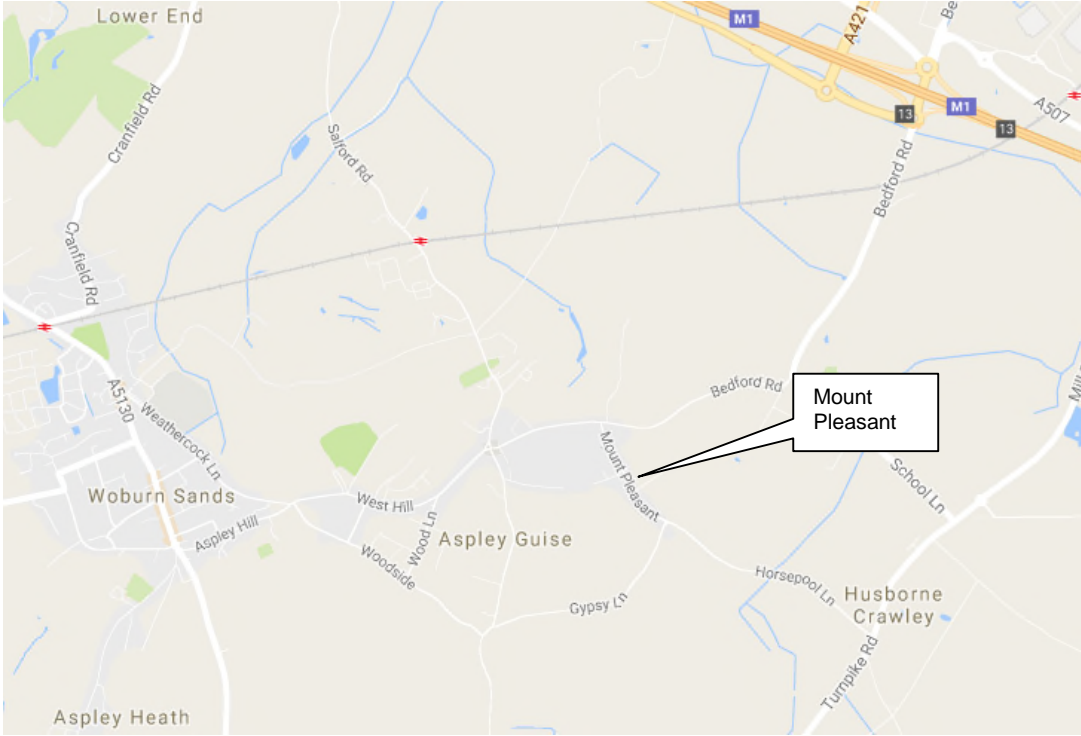 Lower End
M1
A421
Be
Cranfield Rd
Salford Rd
M1
A507
13
13
Bedford Rd
Cranfield Rd
A5130
Weathercock Ln
Bedford Rd
Mount
Pleasant
Mill
Mount Pleasant
School Ln
Woburn Sands
West Hill
Aspley Hill
Wood Ln
Aspley Guise
Woodside
Horsepool Ln
Gypsy Ln
Husborne
Crawley
Turnpike Rd
Aspley Heath